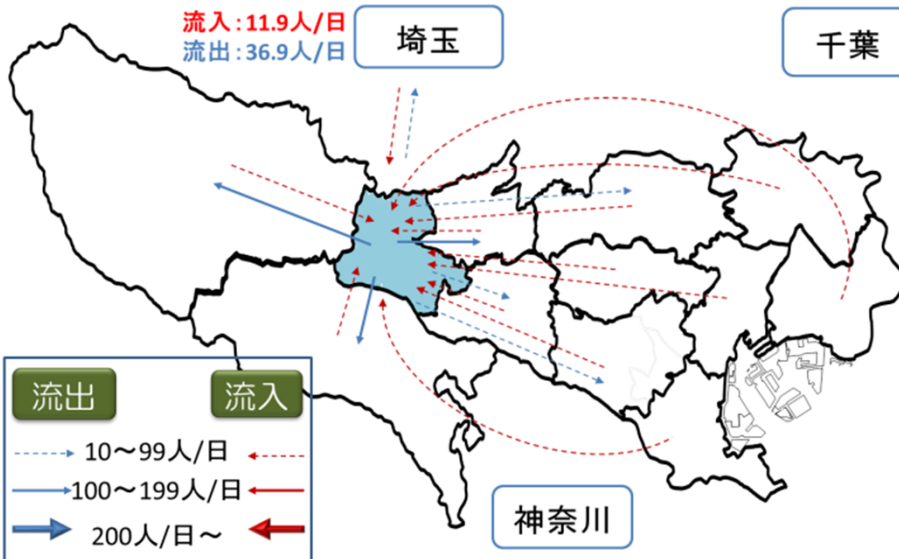 流入:11.9人/日
流出:36.9人/日
埼玉
千葉
流出 流入
10～99人/日
100～199人/日
200人/日～
神奈川